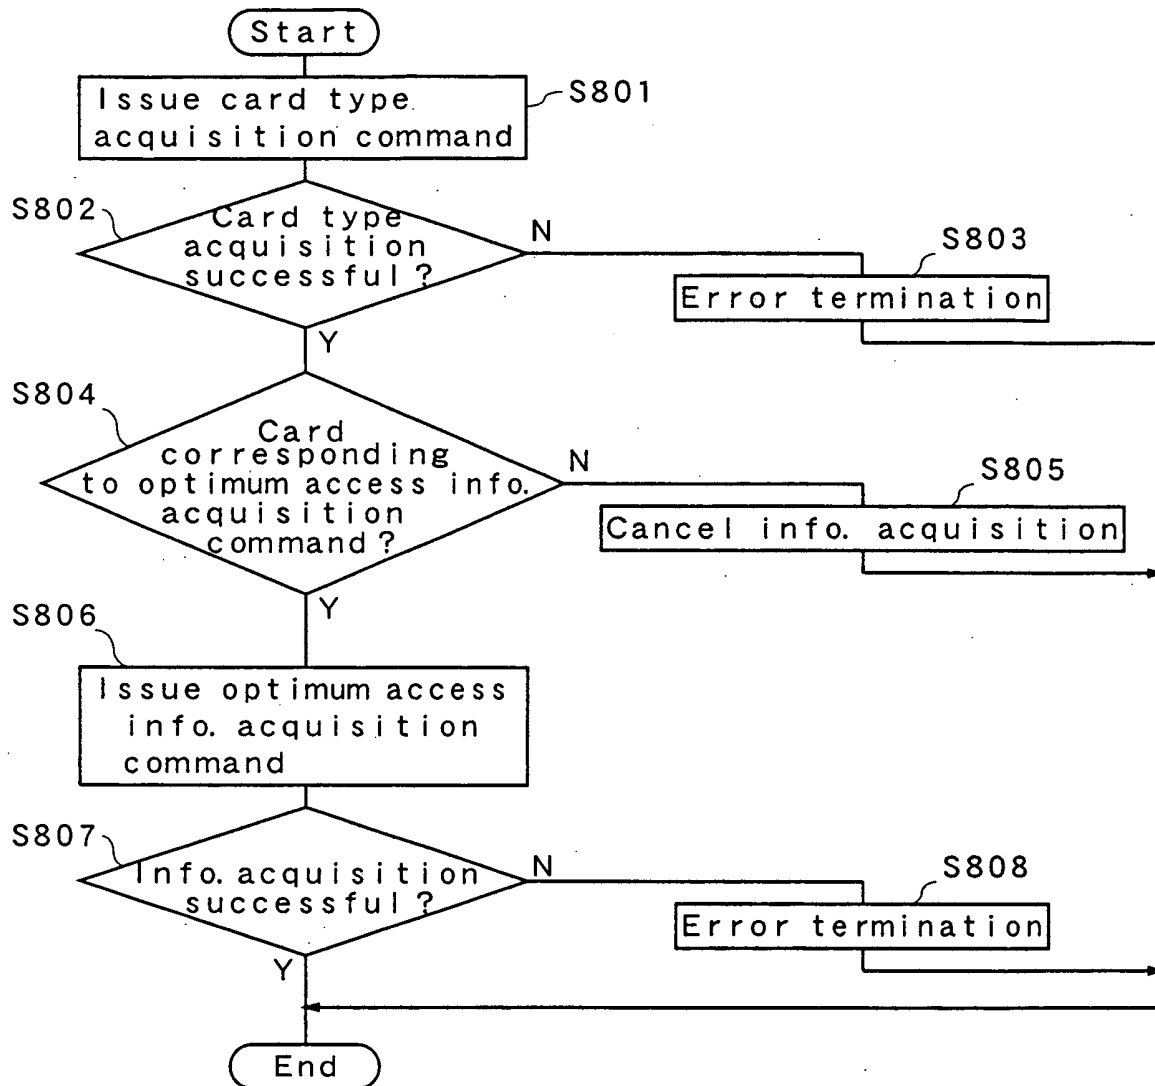 Start
Issue card type
acquisition command
S801
S802
Card type
acquisition
successful?
N
S803
Error termination
Y
S804
Card
corresponding
to optimum access info.
acquisition
command?
N
S805
Cancel info. acquisition
Y
S806
Issue optimum access
info. acquisition
command
S807
Info. acquisition
successful?
N
S808
Error termination
Y
End